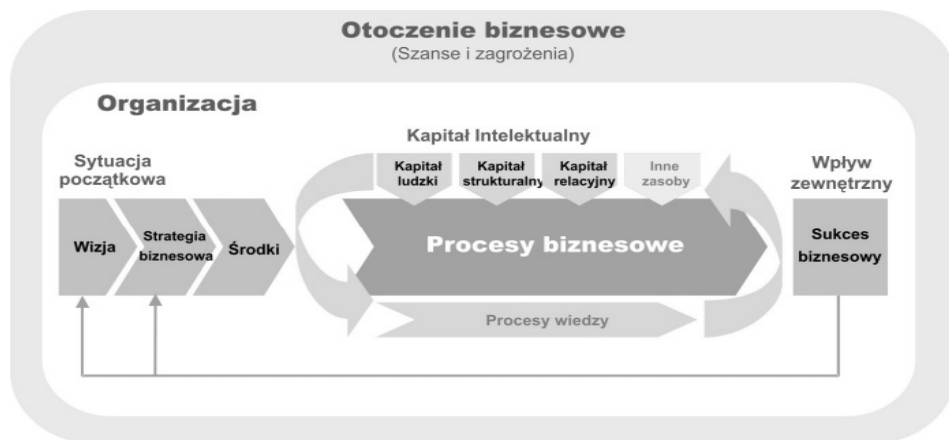 Otoczenie biznesowe
(Szanse i zagrożenia)
Organizacja
Kapitał Intelektualny
Sytuacja
początkowa
Kapitał
ludzki
Kapitał
strukturalny
Kapitał
relacyjny
Inne
zasoby
Wpływ
zewnętrzny
Wizja
Strategia
biznesowa
Środki
Procesy biznesowe
Sukces
biznesowy
Procesy wiedzy